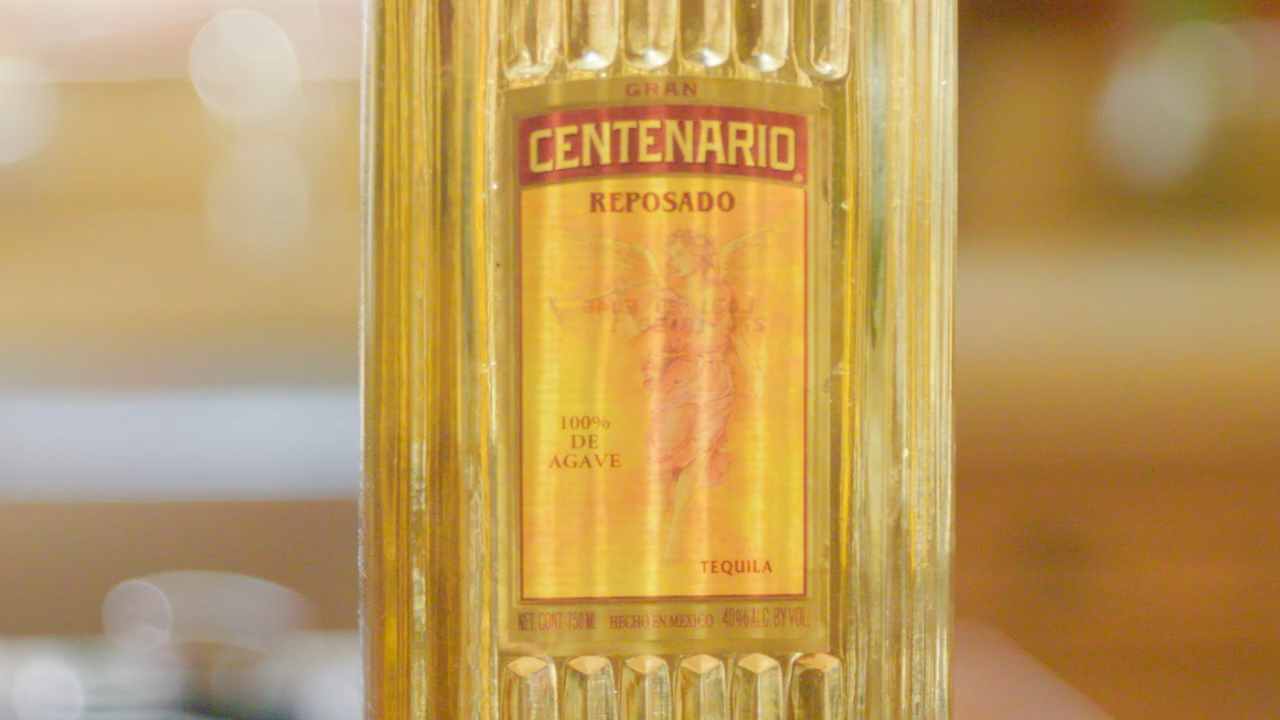 GRAN
CENTENARIO
REPOSADO
100%
DE
AGAVE
TEQUILA
NET. CONT. 750 ML HECHO EN MEXICO 40% ALC. BY VOL.